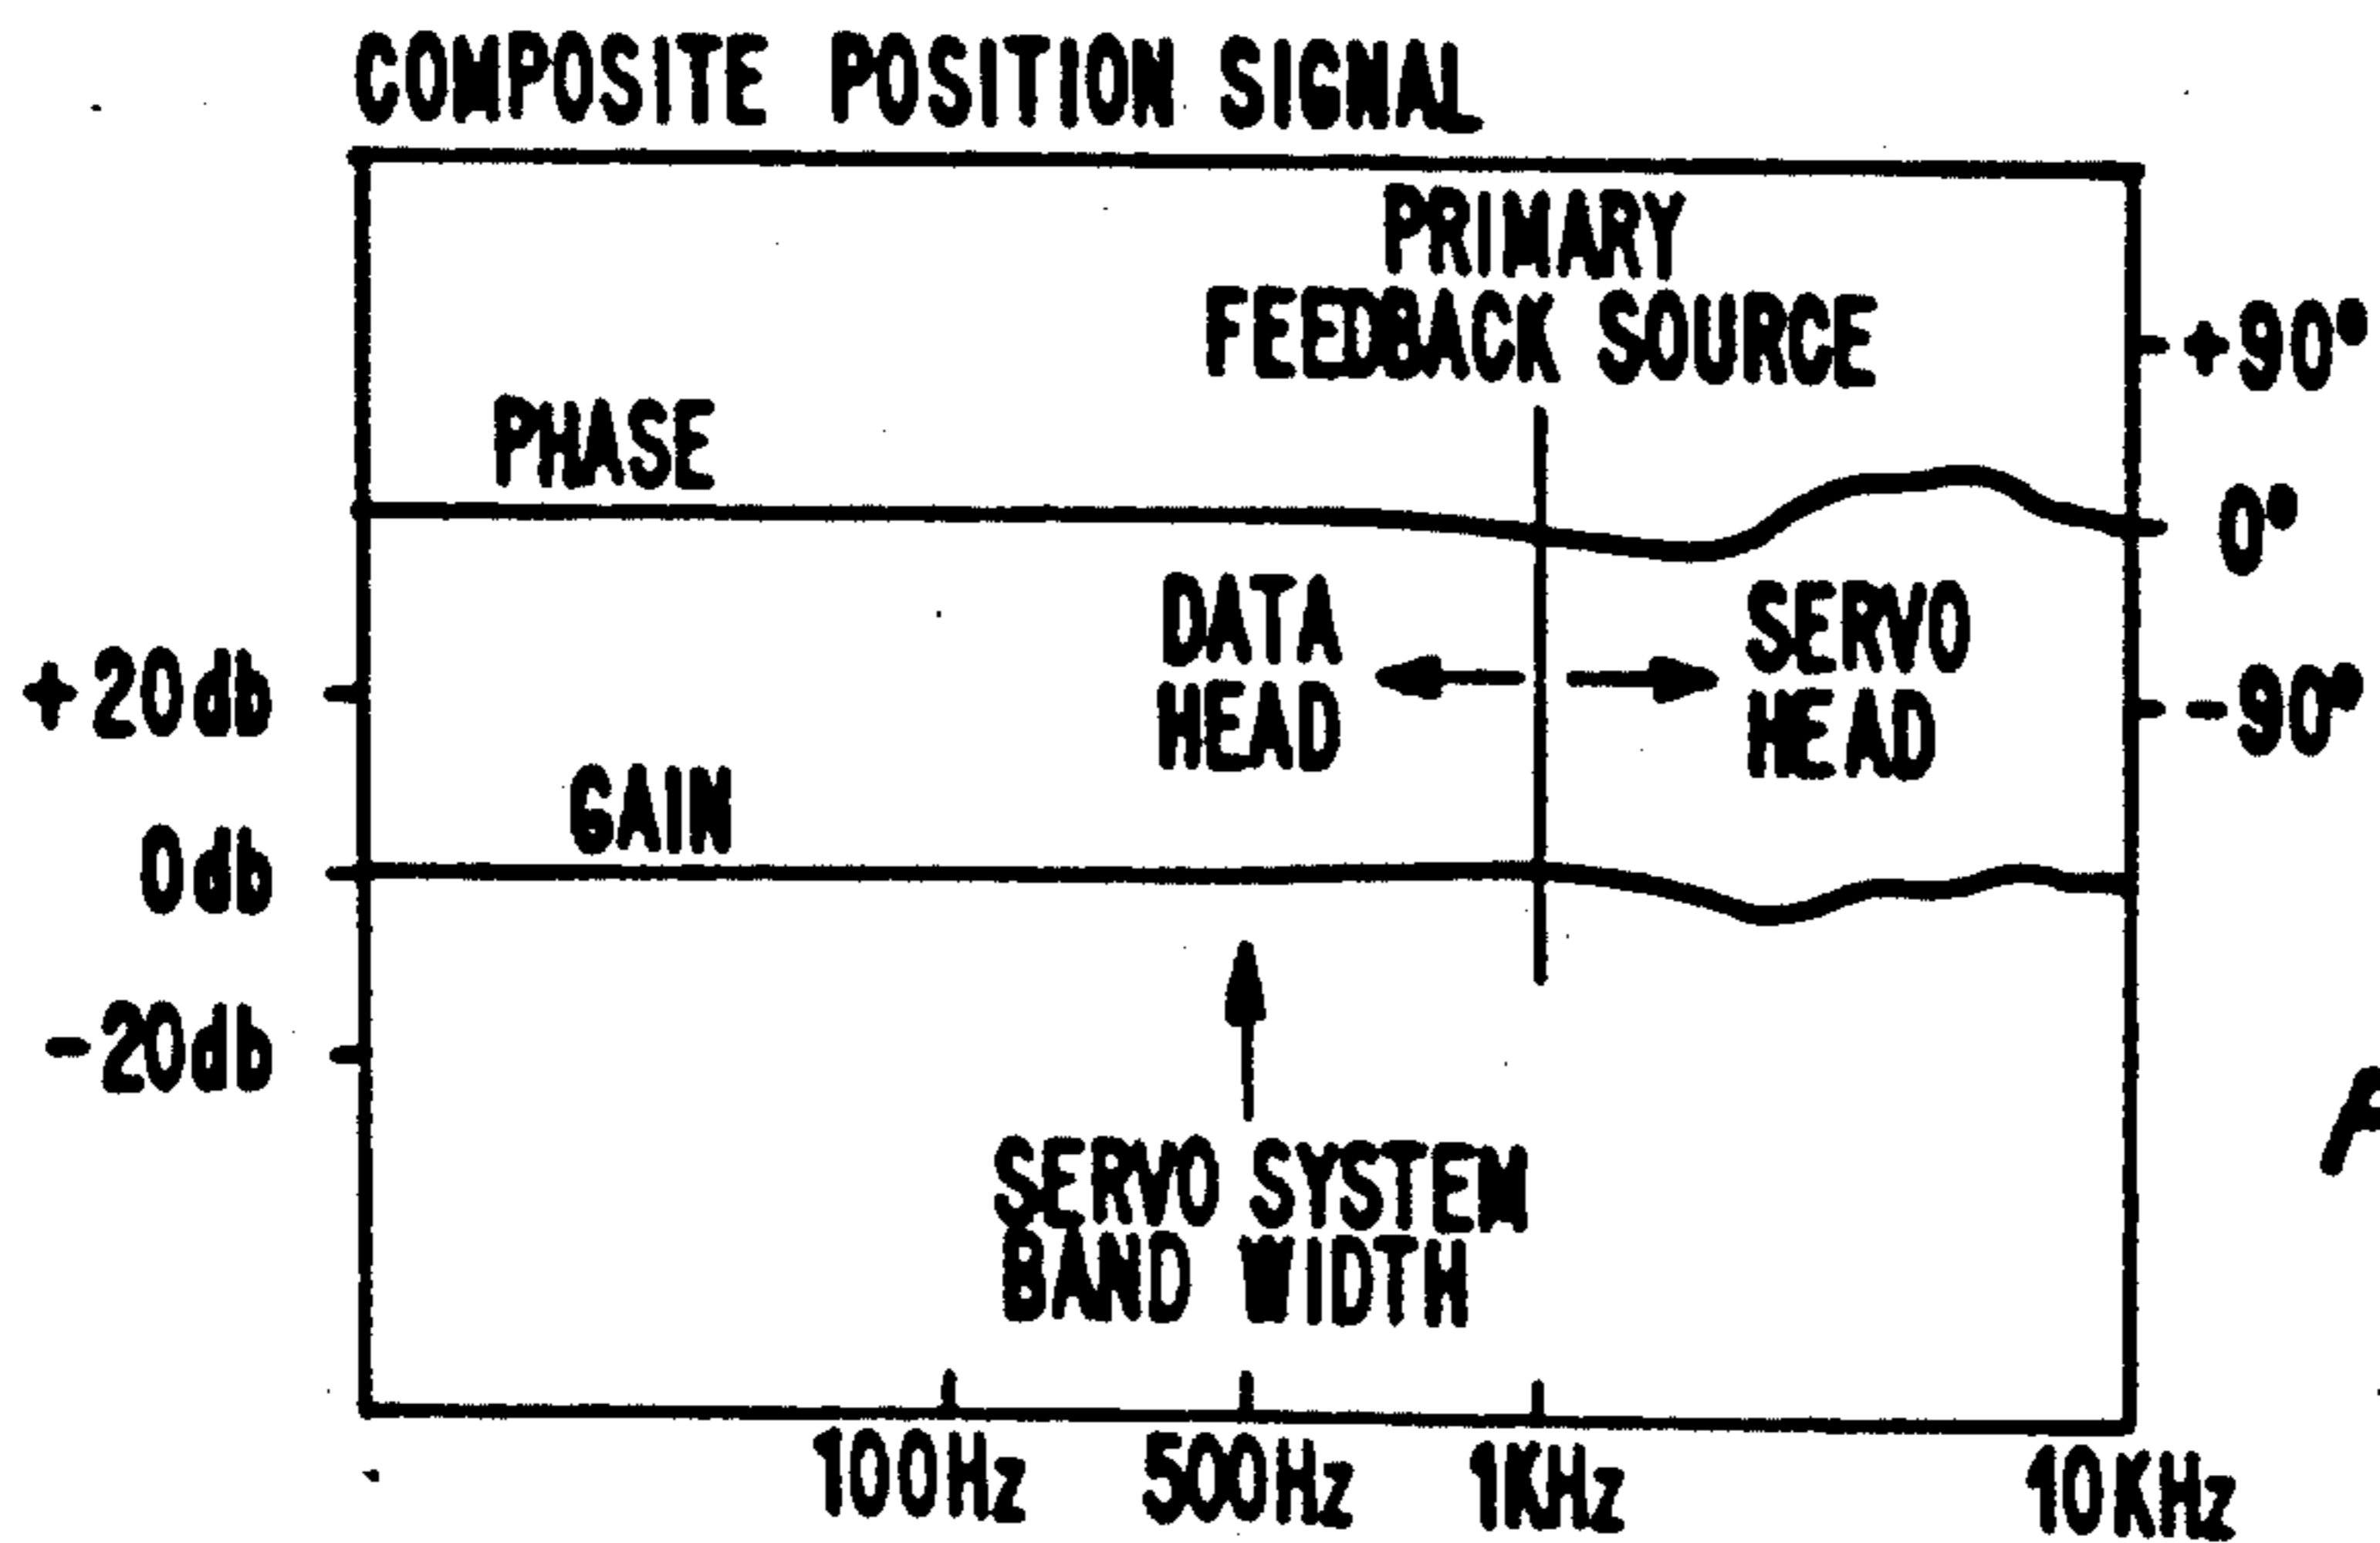 COMPOSITE POSITION SIGNAL
PRIMARY
FEEDBACK SOURCE
+90°
PHASE
0°
DATA
HEAD
SERVO
HEAD
+20db
-90°
GAIN
0db
-20db
SERVO SYSTEM
BAND WIDTH
100Hz
500Hz
1KHz
10KHz